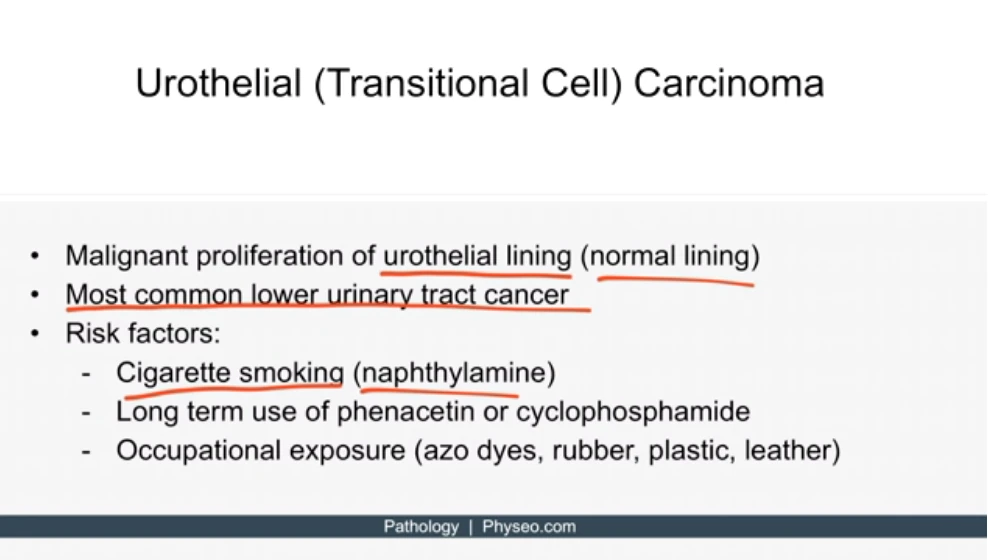 Urothelial (Transitional Cell) Carcinoma
• Malignant proliferation of urothelial lining (normal lining)
• Most common lower urinary tract cancer
• Risk factors:
- Cigarette smoking (naphthylamine)
- Long term use of phenacetin or cyclophosphamide
- Occupational exposure (azo dyes, rubber, plastic, leather)
Pathology | Physeo.com